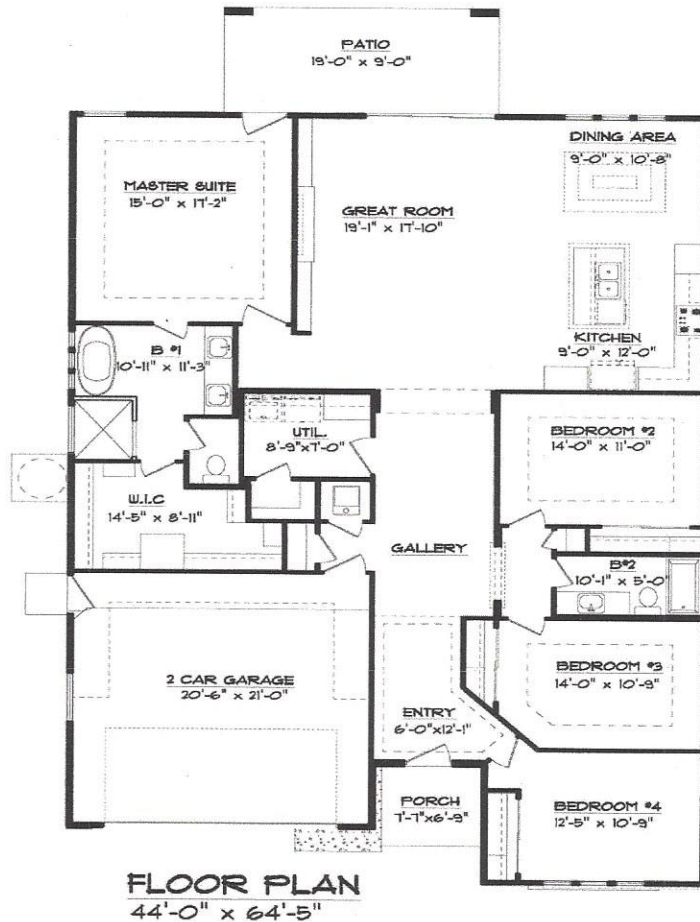 PATIO
19'-0" x 9'-0"
DINING AREA
9'-0" x 10'-8"
MASTER SUITE
15'-0" x 17'-2"
GREAT ROOM
19'-1" x 17'-10"
KITCHEN
9'-0" x 12'-0"
B #1
10'-11" x 11'-3"
UTIL.
8'-9"x7'-0"
BEDROOM #2
14'-0" x 11'-0"
W.I.C
14'-5" x 8'-11"
GALLERY
B#2
10'-1" x 5'-0"
2 CAR GARAGE
20'-6" x 21'-0"
BEDROOM #3
14'-0" x 10'-9"
ENTRY
6'-0"x12'-1"
PORCH
7'-7"x6'-9"
BEDROOM #4
12'-5" x 10'-9"
FLOOR PLAN
44'-0" x 64'-5"